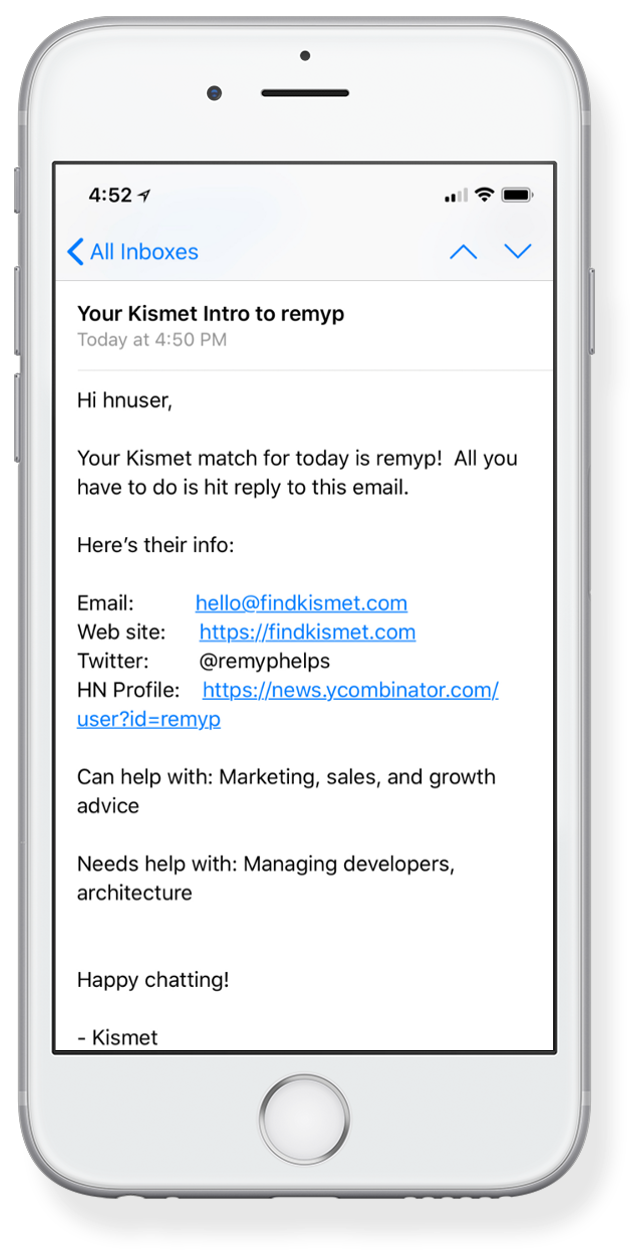 4:52
All Inboxes
Your Kismet Intro to remyp
Today at 4:50 PM
Hi hnuser,
Your Kismet match for today is remyp!  All you
have to do is hit reply to this email.
Here’s their info:
Email: hello@findkismet.com
Web site: https://findkismet.com
Twitter: @remyphelps
HN Profile: https://news.ycombinator.com/
user?id=remyp
Can help with: Marketing, sales, and growth
advice
Needs help with: Managing developers,
architecture
Happy chatting!
- Kismet